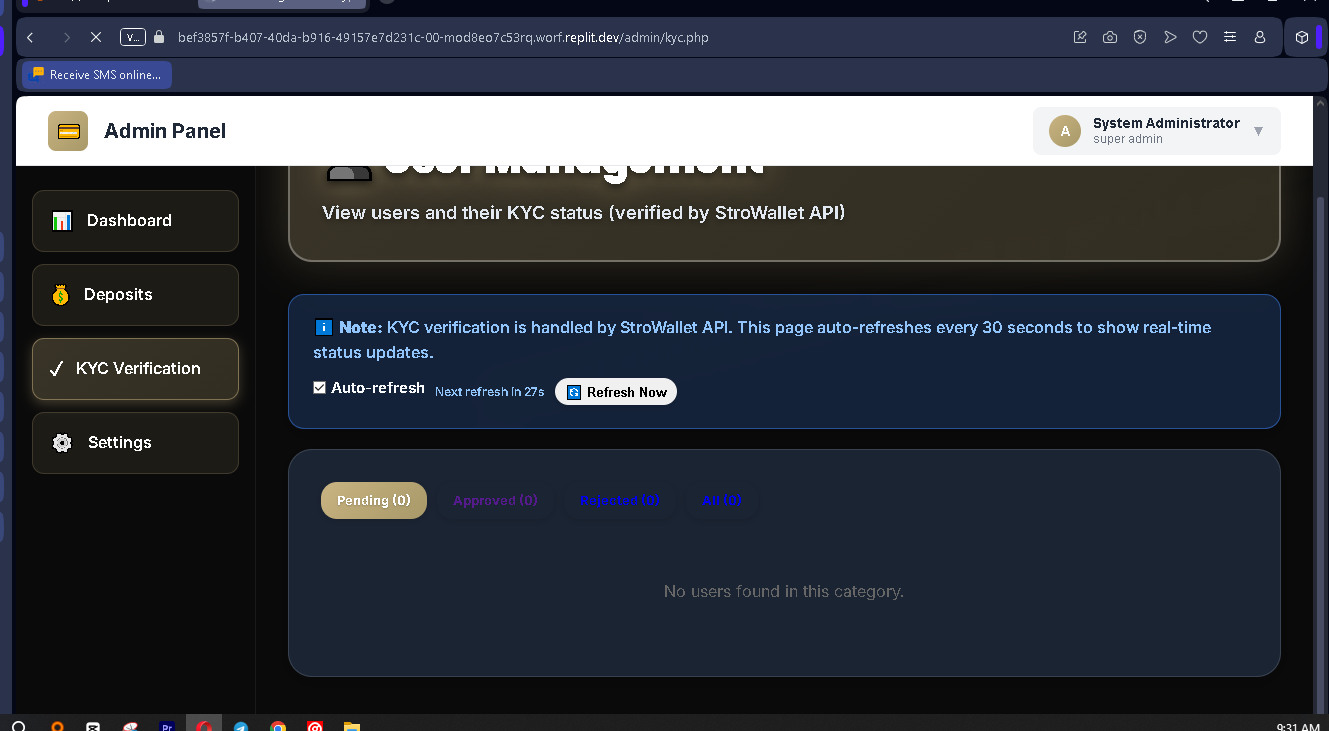 V...
bef3857f-b407-40da-b916-49157e7d231c-00-mod8eo7c53rq.worf.replit.dev/admin/kyc.php
Receive SMS online...
Admin Panel
A
System Administrator
super admin
User Management
View users and their KYC status (verified by StroWallet API)
Dashboard
Deposits
KYC Verification
Settings
Note: KYC verification is handled by StroWallet API. This page auto-refreshes every 30 seconds to show real-time
status updates.
Auto-refresh
Next refresh in 27s
Refresh Now
Pending (0)
Approved (0)
Rejected (0)
All (0)
No users found in this category.
Pr
9:31 AM